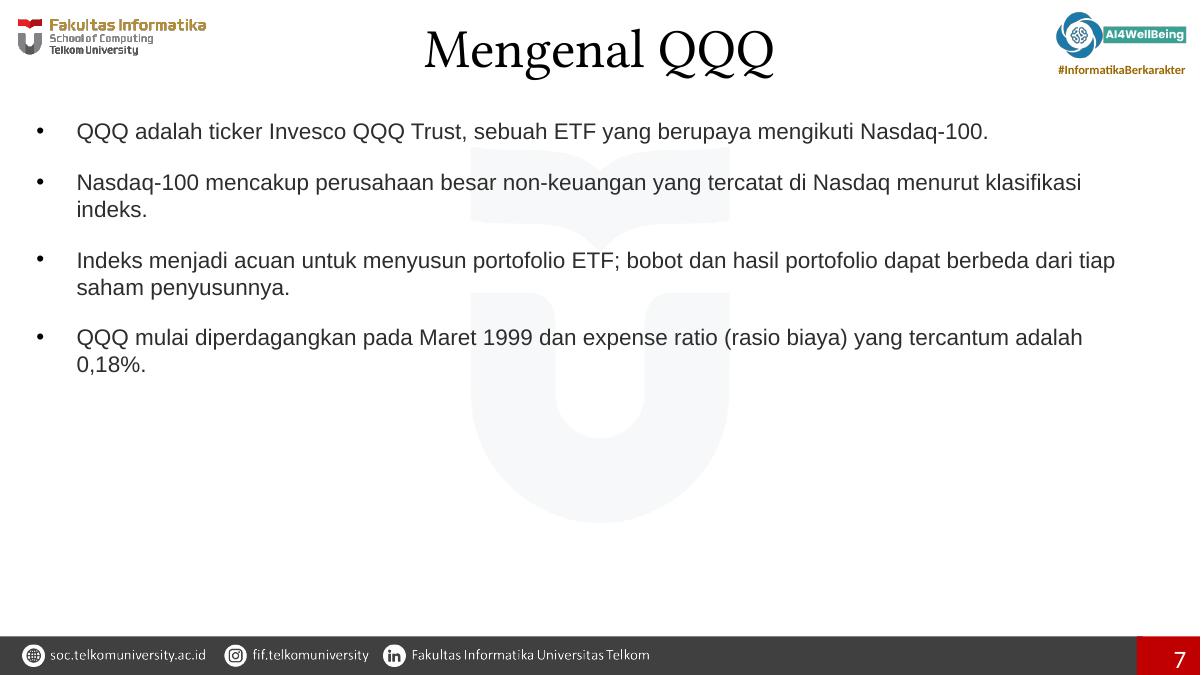 Fakultas Informatika
School of Computing
Telkom University
Mengenal QQQ
AI4WellBeing
#InformatikaBerkarakter
• QQQ adalah ticker Invesco QQQ Trust, sebuah ETF yang berupaya mengikuti Nasdaq-100.
• Nasdaq-100 mencakup perusahaan besar non-keuangan yang tercatat di Nasdaq menurut klasifikasi
indeks.
• Indeks menjadi acuan untuk menyusun portofolio ETF; bobot dan hasil portofolio dapat berbeda dari tiap
saham penyusunnya.
• QQQ mulai diperdagangkan pada Maret 1999 dan expense ratio (rasio biaya) yang tercantum adalah
0,18%.
soc.telkomuniversity.ac.id fif.telkomuniversity Fakultas Informatika Universitas Telkom
7